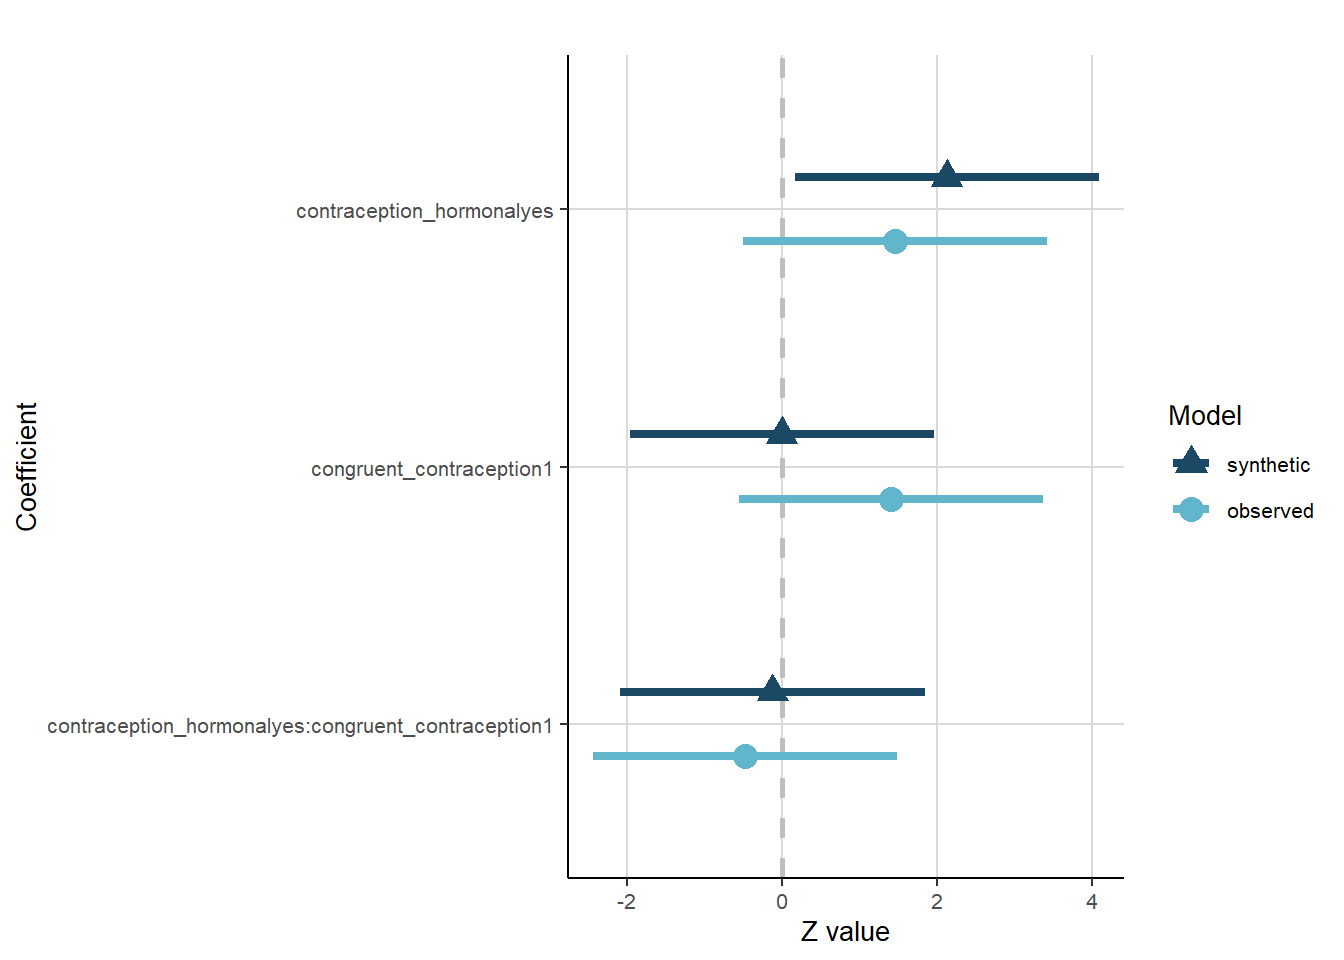 contraception_hormonalyes
congruent_contraception1
contraception_hormonalyes:congruent_contraception1
Coefficient
-2
0
2
4
Z value
Model
synthetic
observed